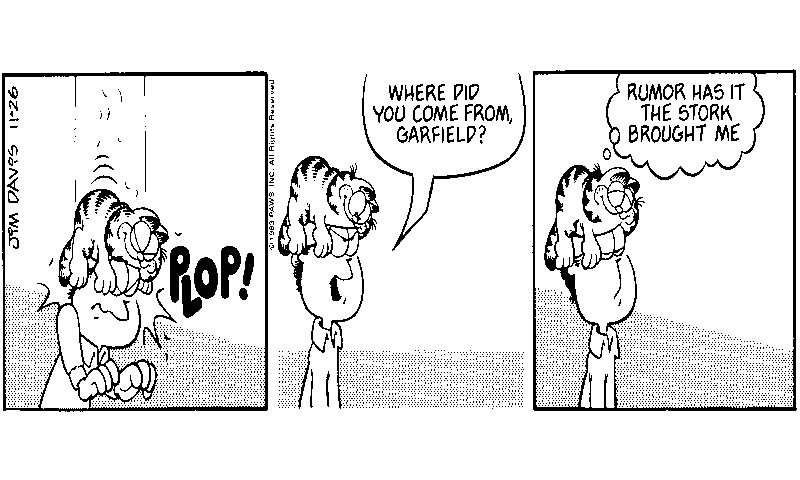 JIM DAVIS 11-26
PLOP!
© 1983 PAWS, INC. All Rights Reserved
WHERE DID
YOU COME FROM,
GARFIELD?
RUMOR HAS IT
THE STORK
BROUGHT ME